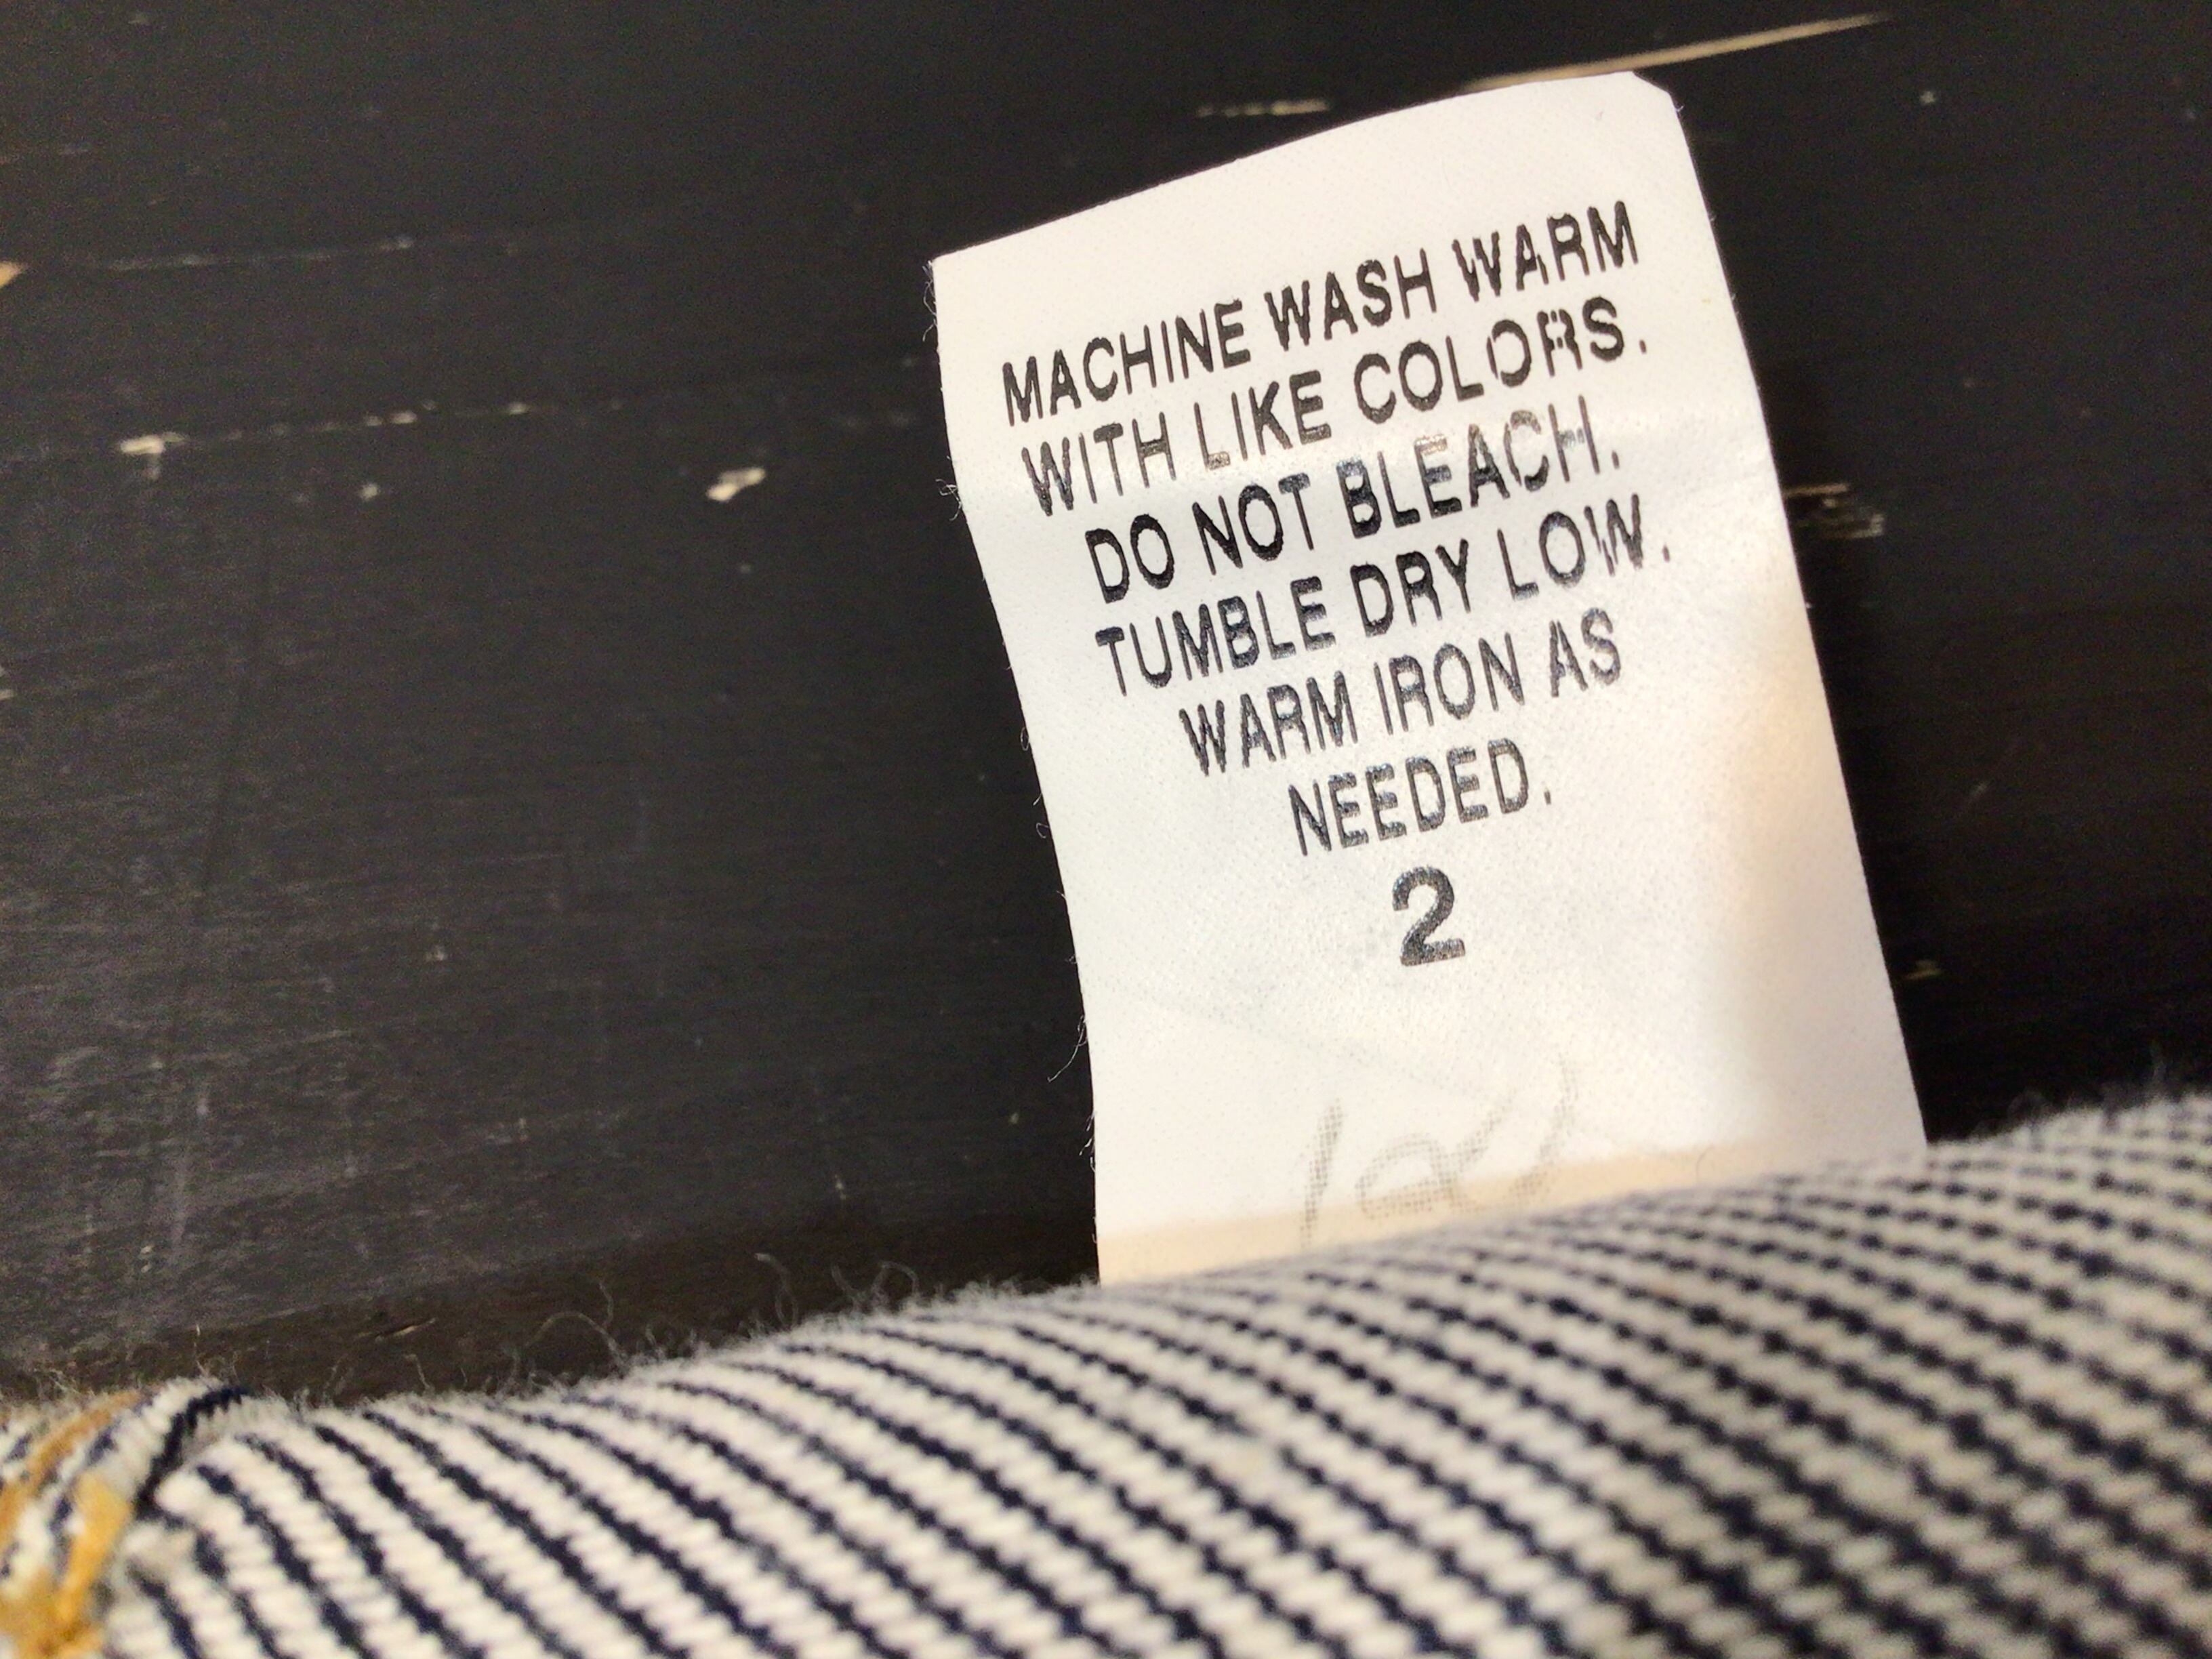 MACHINE WASH WARM
WITH LIKE COLORS.
DO NOT BLEACH.
TUMBLE DRY LOW.
WARM IRON AS
NEEDED.
2